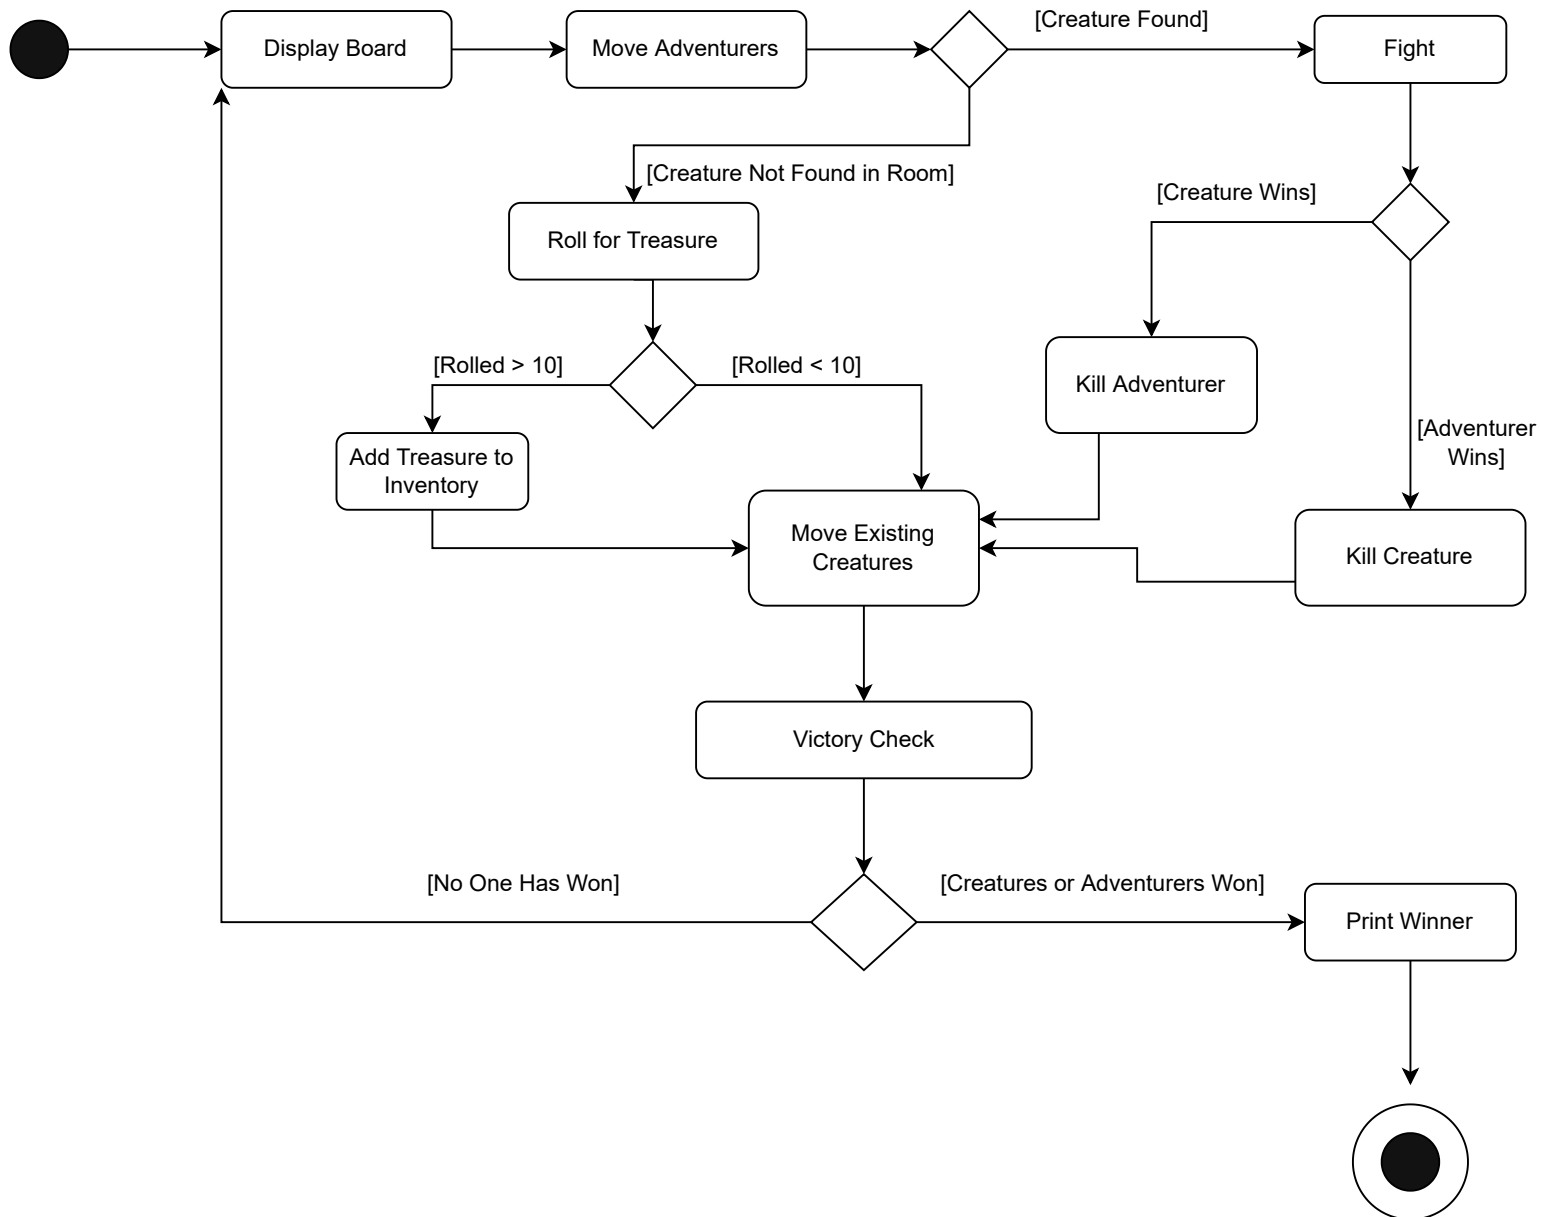 Display Board
Move Adventurers
[Creature Found]
Fight
[Creature Not Found in Room]
[Creature Wins]
Roll for Treasure
[Rolled > 10]
[Rolled < 10]
Kill Adventurer
[Adventurer
Wins]
Add Treasure to
Inventory
Move Existing
Creatures
Kill Creature
Victory Check
[No One Has Won]
[Creatures or Adventurers Won]
Print Winner